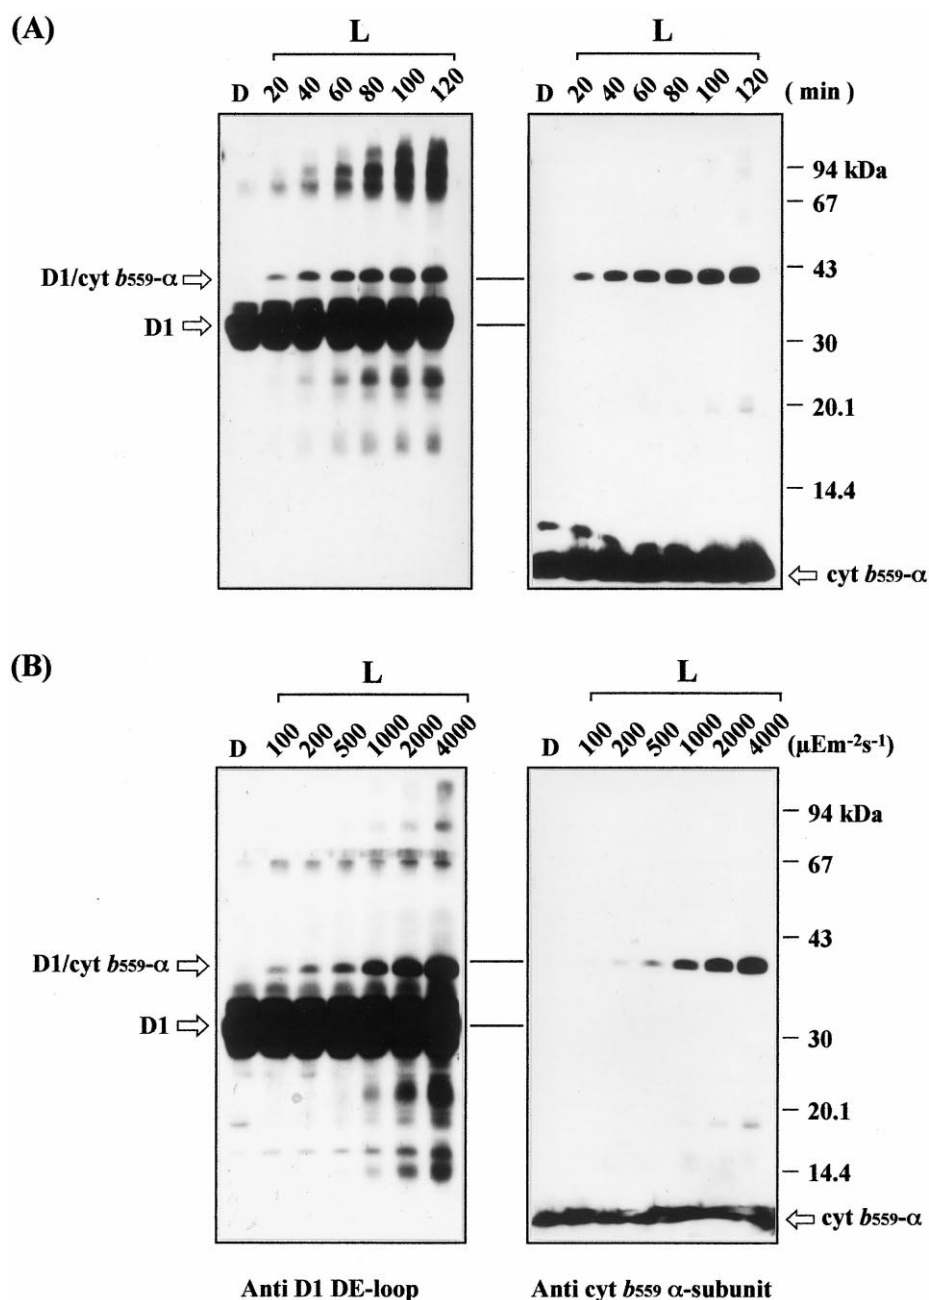 (A)
L L
D 20 40 60 80 100 120 D 20 40 60 80 100 120 ( min )
94 kDa
67
D1/cyt b559-α 43
D1 30
20.1
14.4
cyt b559-α
(B)
L L
D 100 200 500 1000 2000 4000 D 100 200 500 1000 2000 4000 (µEm-2s-1)
94 kDa
67
D1/cyt b559-α 43
D1 30
20.1
14.4
cyt b559-α
Anti D1 DE-loop Anti cyt b559 α-subunit